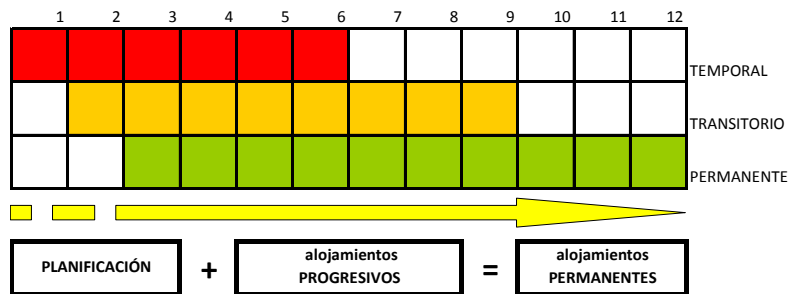 1 2 3 4 5 6 7 8 9 10 11 12
TEMPORAL
TRANSITORIO
PERMANENTE
PLANIFICACIÓN + alojamientos PROGRESIVOS = alojamientos PERMANENTES